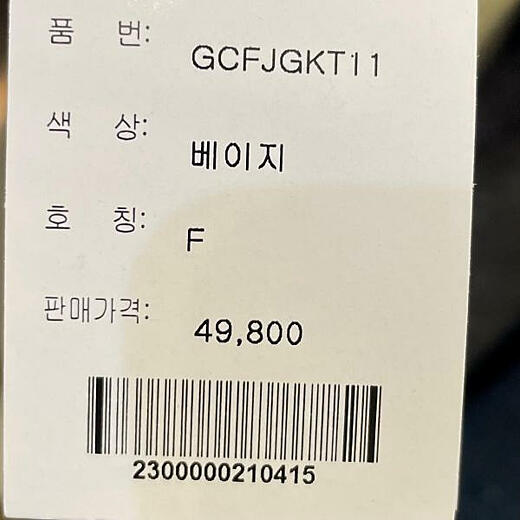 품 번: GCFJGKT11
색 상: 베이지
호 칭: F
판매가격: 49,800
2300000210415